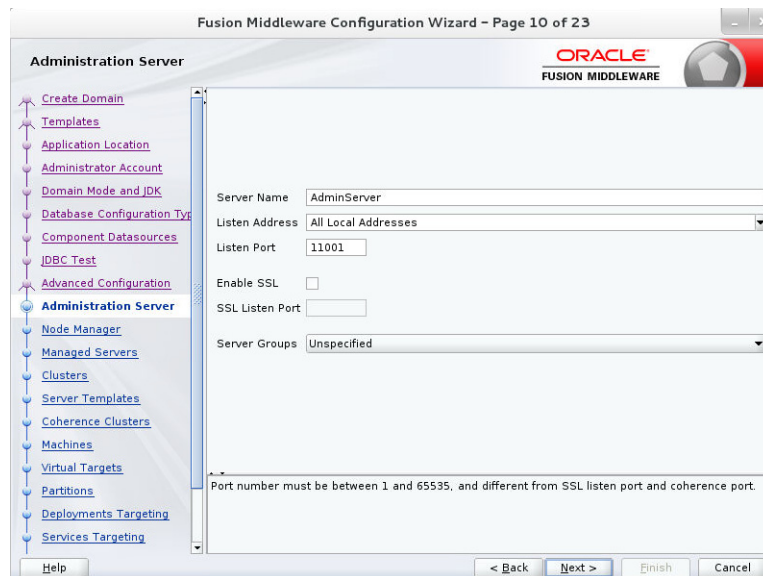 Fusion Middleware Configuration Wizard – Page 10 of 23
Administration Server
ORACLE
FUSION MIDDLEWARE
Create Domain
Templates
Application Location
Administrator Account
Domain Mode and JDK
Database Configuration Typ
Component Datasources
JDBC Test
Advanced Configuration
Administration Server
Node Manager
Managed Servers
Clusters
Server Templates
Coherence Clusters
Machines
Virtual Targets
Partitions
Deployments Targeting
Services Targeting
Server Name AdminServer
Listen Address All Local Addresses
Listen Port 11001
Enable SSL
SSL Listen Port
Server Groups Unspecified
Port number must be between 1 and 65535, and different from SSL listen port and coherence port.
Help < Back Next > Finish Cancel